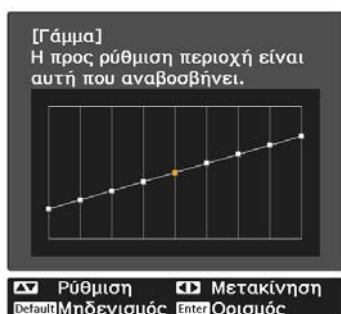 [Γάμμα]
Η προς ρύθμιση περιοχή είναι
αυτή που αναβοσβήνει.
Ρύθμιση Μετακίνηση
Default Μηδενισμός Enter Ορισμός